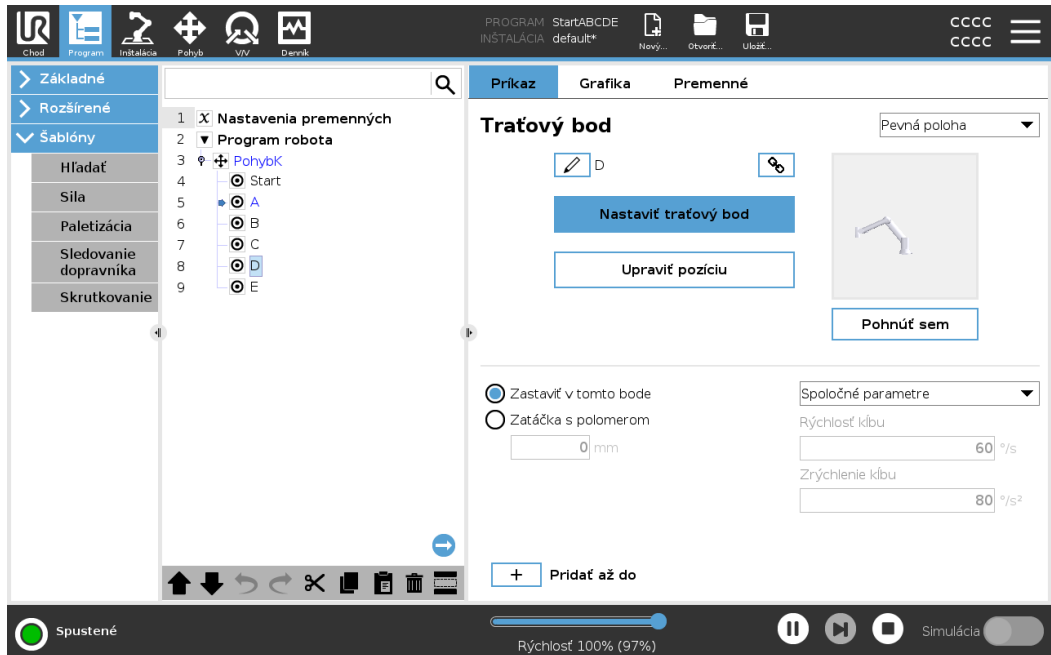 UR
Chod
Program
Inštalácia
Pohyb
V/V
Denník
PROGRAM StartABCDE
INŠTALÁCIA default*
Nový...
Otvoriť...
Uložiť...
CCCC
CCCC
Základné
Rozšírené
Šablóny
Hľadať
Sila
Paletizácia
Sledovanie
dopravníka
Skrutkovanie
1 X Nastavenia premenných
2 Program robota
3 PohybK
4 Start
5 A
6 B
7 C
8 D
9 E
Príkaz
Grafika
Premenné
Traťový bod
Pevná poloha
D
Nastaviť traťový bod
Upraviť pozíciu
Pohnúť sem
Zastaviť v tomto bode
Zatáčka s polomerom
0 mm
Spoločné parametre
Rýchlosť kĺbu
60 °/s
Zrýchlenie kĺbu
80 °/s²
+ Pridať až do
Spustené
Rýchlosť 100% (97%)
Simulácia